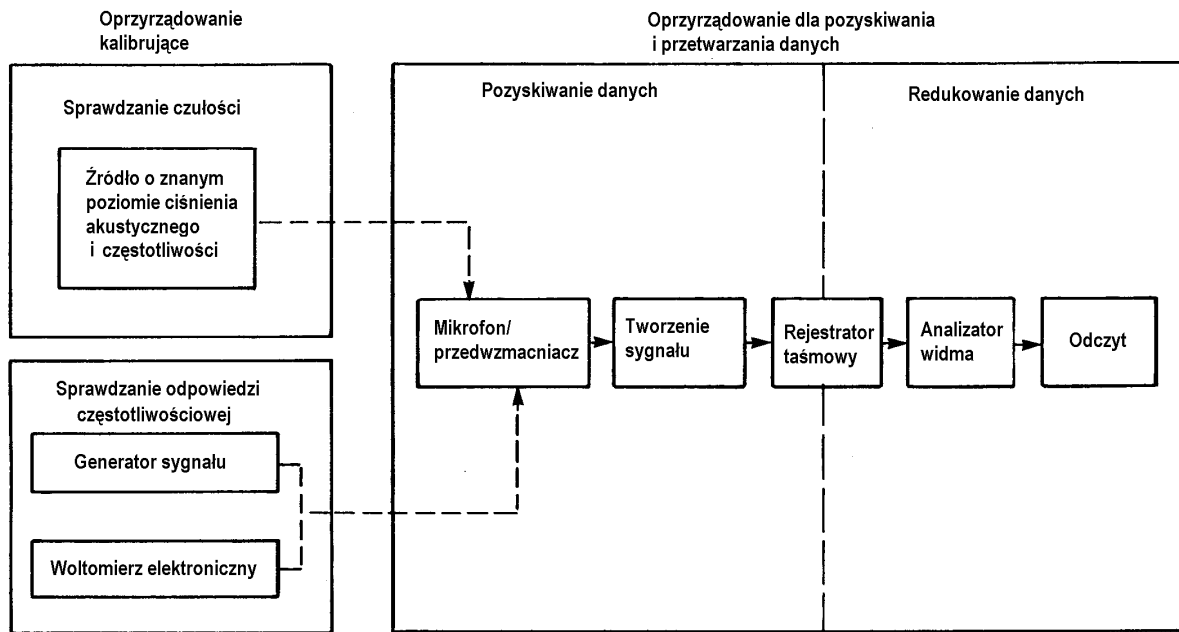 Oprzyrządowanie
kalibrujące
Oprzyrządowanie dla pozyskiwania
i przetwarzania danych
Sprawdzanie czułości
Źródło o znanym
poziomie ciśnienia
akustycznego
i częstotliwości
Sprawdzanie odpowiedzi
częstotliwościowej
Generator sygnału
Woltomierz elektroniczny
Pozyskiwanie danych
Redukowanie danych
Mikrofon/
przedwzmacniacz
Tworzenie
sygnału
Rejestrator
taśmowy
Analizator
widma
Odczyt